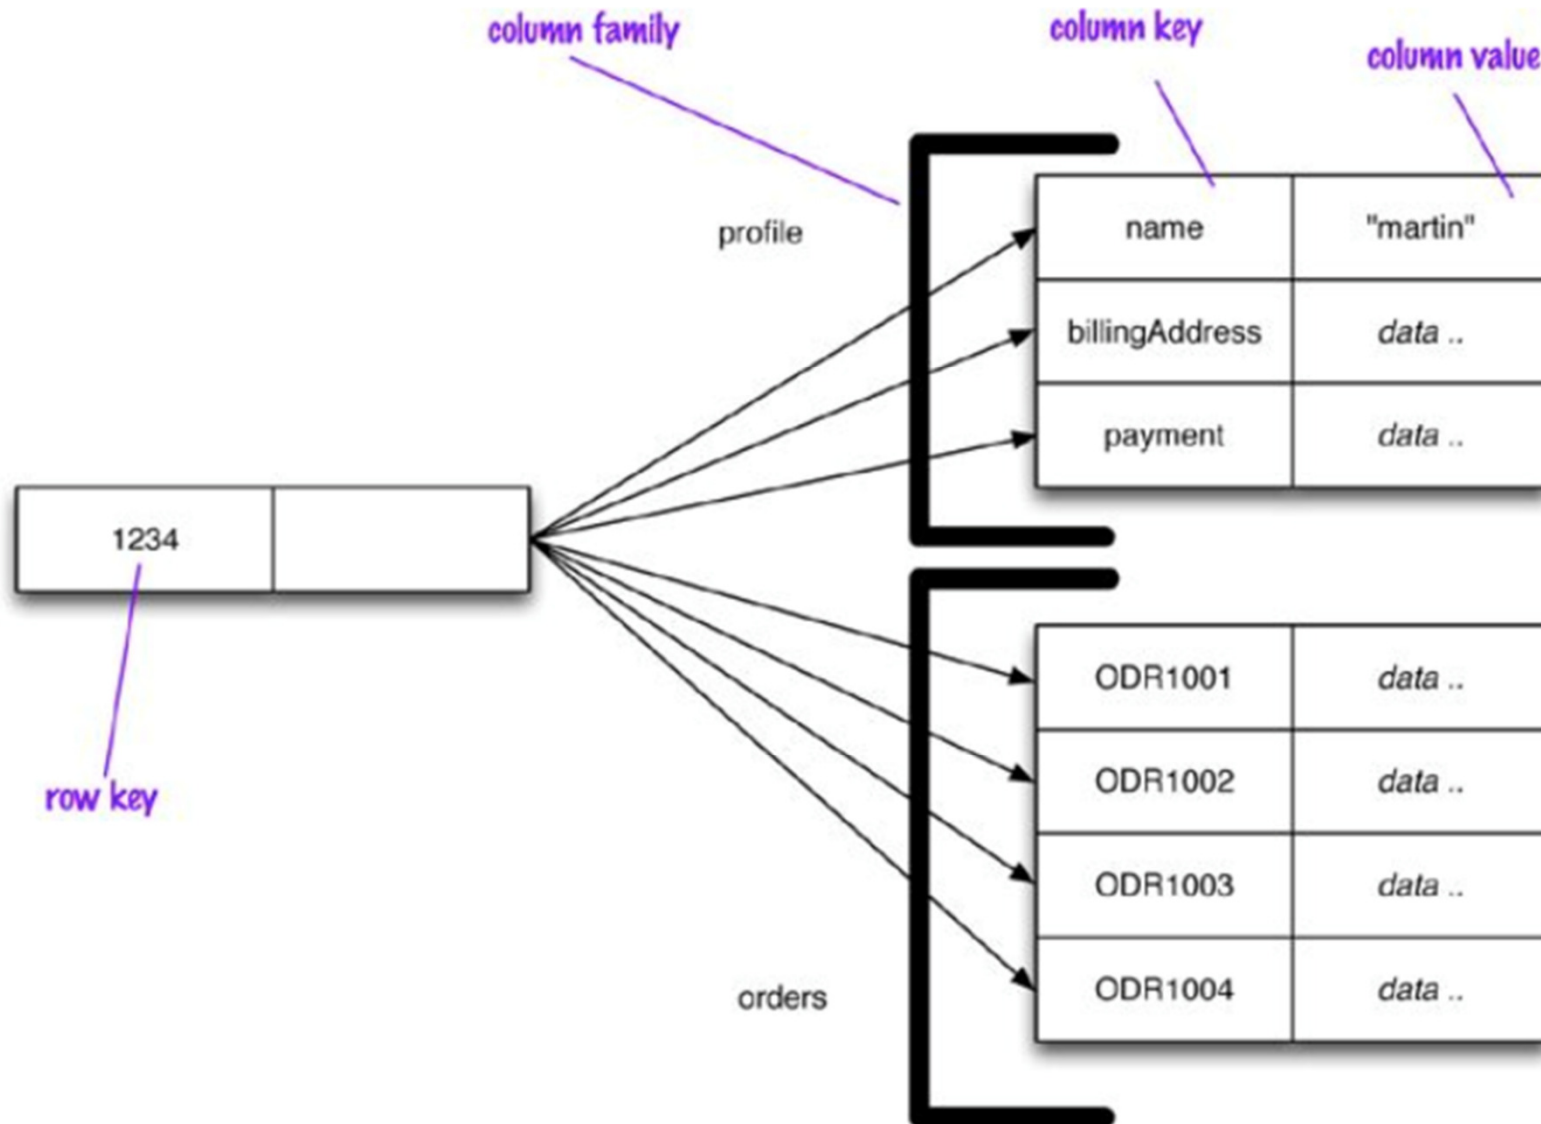 column family
column key
column value
profile
name
"martin"
billingAddress
data ..
payment
data ..
1234
row key
ODR1001
data ..
ODR1002
data ..
ODR1003
data ..
ODR1004
data ..
orders